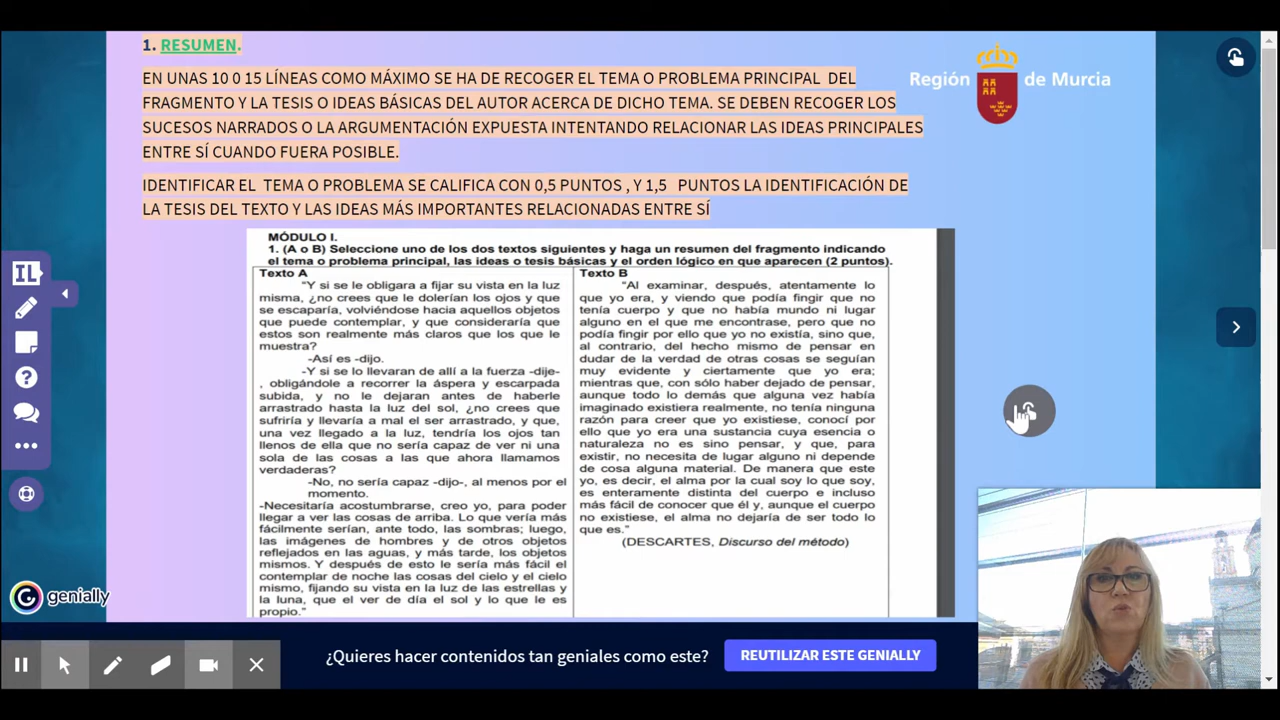 1. RESUMEN.
EN UNAS 10 0 15 LÍNEAS COMO MÁXIMO SE HA DE RECOGER EL TEMA O PROBLEMA PRINCIPAL DEL
FRAGMENTO Y LA TESIS O IDEAS BÁSICAS DEL AUTOR ACERCA DE DICHO TEMA. SE DEBEN RECOGER LOS
SUCESOS NARRADOS O LA ARGUMENTACIÓN EXPUESTA INTENTANDO RELACIONAR LAS IDEAS PRINCIPALES
ENTRE SÍ CUANDO FUERA POSIBLE.
IDENTIFICAR EL TEMA O PROBLEMA SE CALIFICA CON 0,5 PUNTOS , Y 1,5 PUNTOS LA IDENTIFICACIÓN DE
LA TESIS DEL TEXTO Y LAS IDEAS MÁS IMPORTANTES RELACIONADAS ENTRE SÍ
Región de Murcia
MÓDULO I.
1. (A o B) Seleccione uno de los dos textos siguientes y haga un resumen del fragmento indicando
el tema o problema principal, las ideas o tesis básicas y el orden lógico en que aparecen (2 puntos).
Texto A
"Y si se le obligara a fijar su vista en la luz
misma, ¿no crees que le dolerían los ojos y que
se escaparía, volviéndose hacia aquellos objetos
que puede contemplar, y que consideraría que
estos son realmente más claros que los que le
muestra?
-Así es -dijo.
-Y si se lo llevaran de allí a la fuerza -dije-
, obligándole a recorrer la áspera y escarpada
subida, y no le dejaran antes de haberle
arrastrado hasta la luz del sol, ¿no crees que
sufriría y llevaría a mal el ser arrastrado, y que,
una vez llegado a la luz, tendría los ojos tan
llenos de ella que no sería capaz de ver ni una
sola de las cosas a las que ahora llamamos
verdaderas?
-No, no sería capaz -dijo-, al menos por el
momento.
-Necesitaría acostumbrarse, creo yo, para poder
llegar a ver las cosas de arriba. Lo que vería más
fácilmente serían, ante todo, las sombras; luego,
las imágenes de hombres y de otros objetos
reflejados en las aguas, y más tarde, los objetos
mismos. Y después de esto le sería más fácil el
contemplar de noche las cosas del cielo y el cielo
mismo, fijando su vista en la luz de las estrellas y
la luna, que el ver de día el sol y lo que le es
propio."
Texto B
"Al examinar, después, atentamente lo
que yo era, y viendo que podía fingir que no
tenía cuerpo y que no había mundo ni lugar
alguno en el que me encontrase, pero que no
podía fingir por ello que yo no existía, sino que,
al contrario, del hecho mismo de pensar en
dudar de la verdad de otras cosas se seguían
muy evidente y ciertamente que yo era;
mientras que, con sólo haber dejado de pensar,
aunque todo lo demás que alguna vez había
imaginado existiera realmente, no tenía ninguna
razón para creer que yo existiese, conocí por
ello que yo era una sustancia cuya esencia o
naturaleza no es sino pensar, y que, para
existir, no necesita de lugar alguno ni depende
de cosa alguna material. De manera que este
yo, es decir, el alma por la cual soy lo que soy,
es enteramente distinta del cuerpo e incluso
más fácil de conocer que él y, aunque el cuerpo
no existiese, el alma no dejaría de ser todo lo
que es."
(DESCARTES, Discurso del método)
IL
genially
¿Quieres hacer contenidos tan geniales como este?
REUTILIZAR ESTE GENIALLY